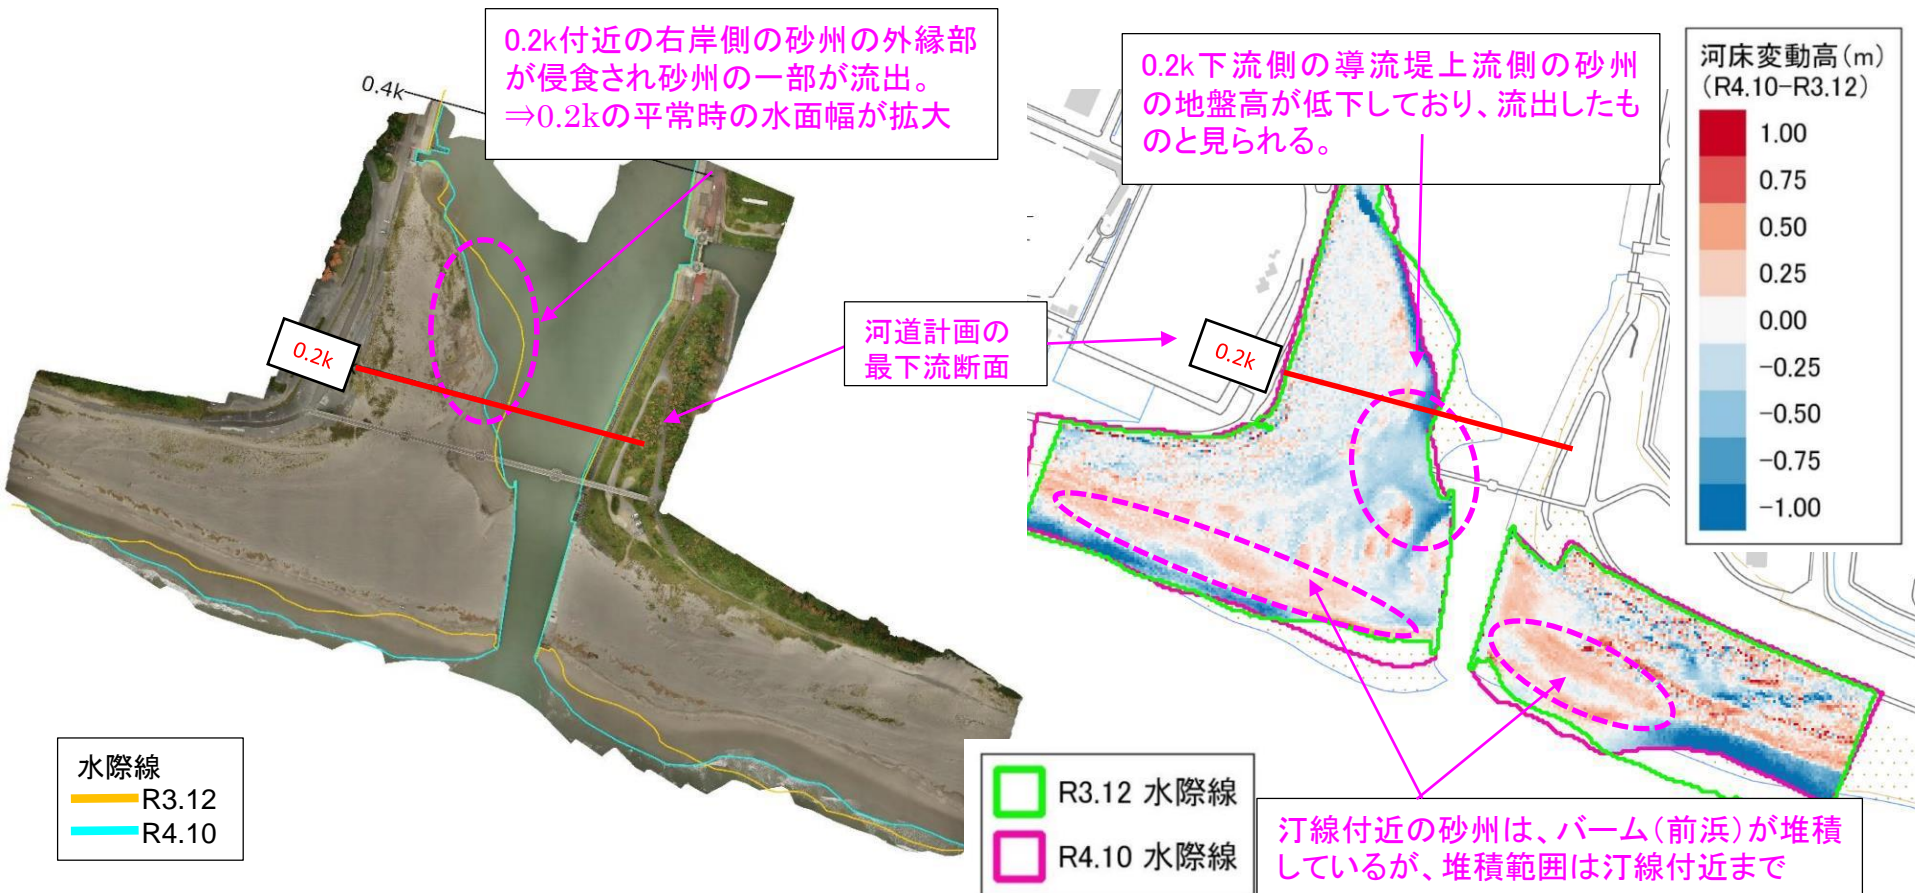 0.2k付近の右岸側の砂州の外縁部
が侵食され砂州の一部が流出。
⇒0.2kの平常時の水面幅が拡大
0.4k
0.2k
河道計画の
最下流断面
水際線
R3.12
R4.10
0.2k下流側の導流堤上流側の砂州
の地盤高が低下しており、流出したも
のと見られる。
0.2k
河床変動高(m)
(R4.10-R3.12)
1.00
0.75
0.50
0.25
0.00
-0.25
-0.50
-0.75
-1.00
R3.12 水際線
R4.10 水際線
汀線付近の砂州は、バーム(前浜)が堆積
しているが、堆積範囲は汀線付近まで